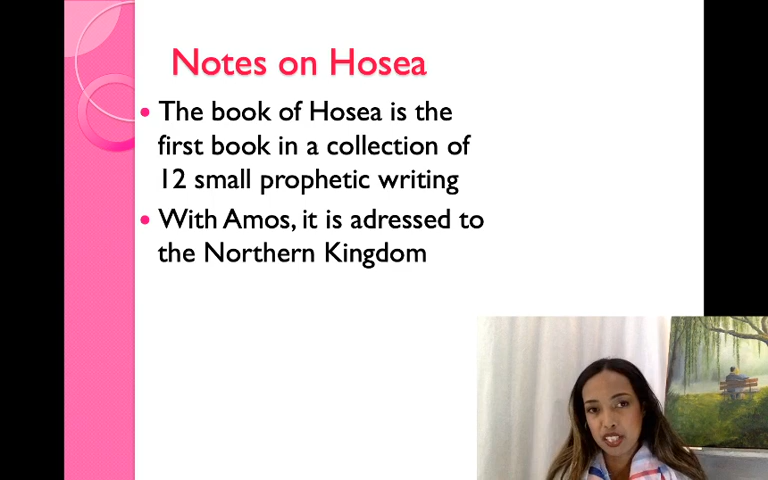 Notes on Hosea
• The book of Hosea is the
first book in a collection of
12 small prophetic writing
• With Amos, it is adressed to
the Northern Kingdom